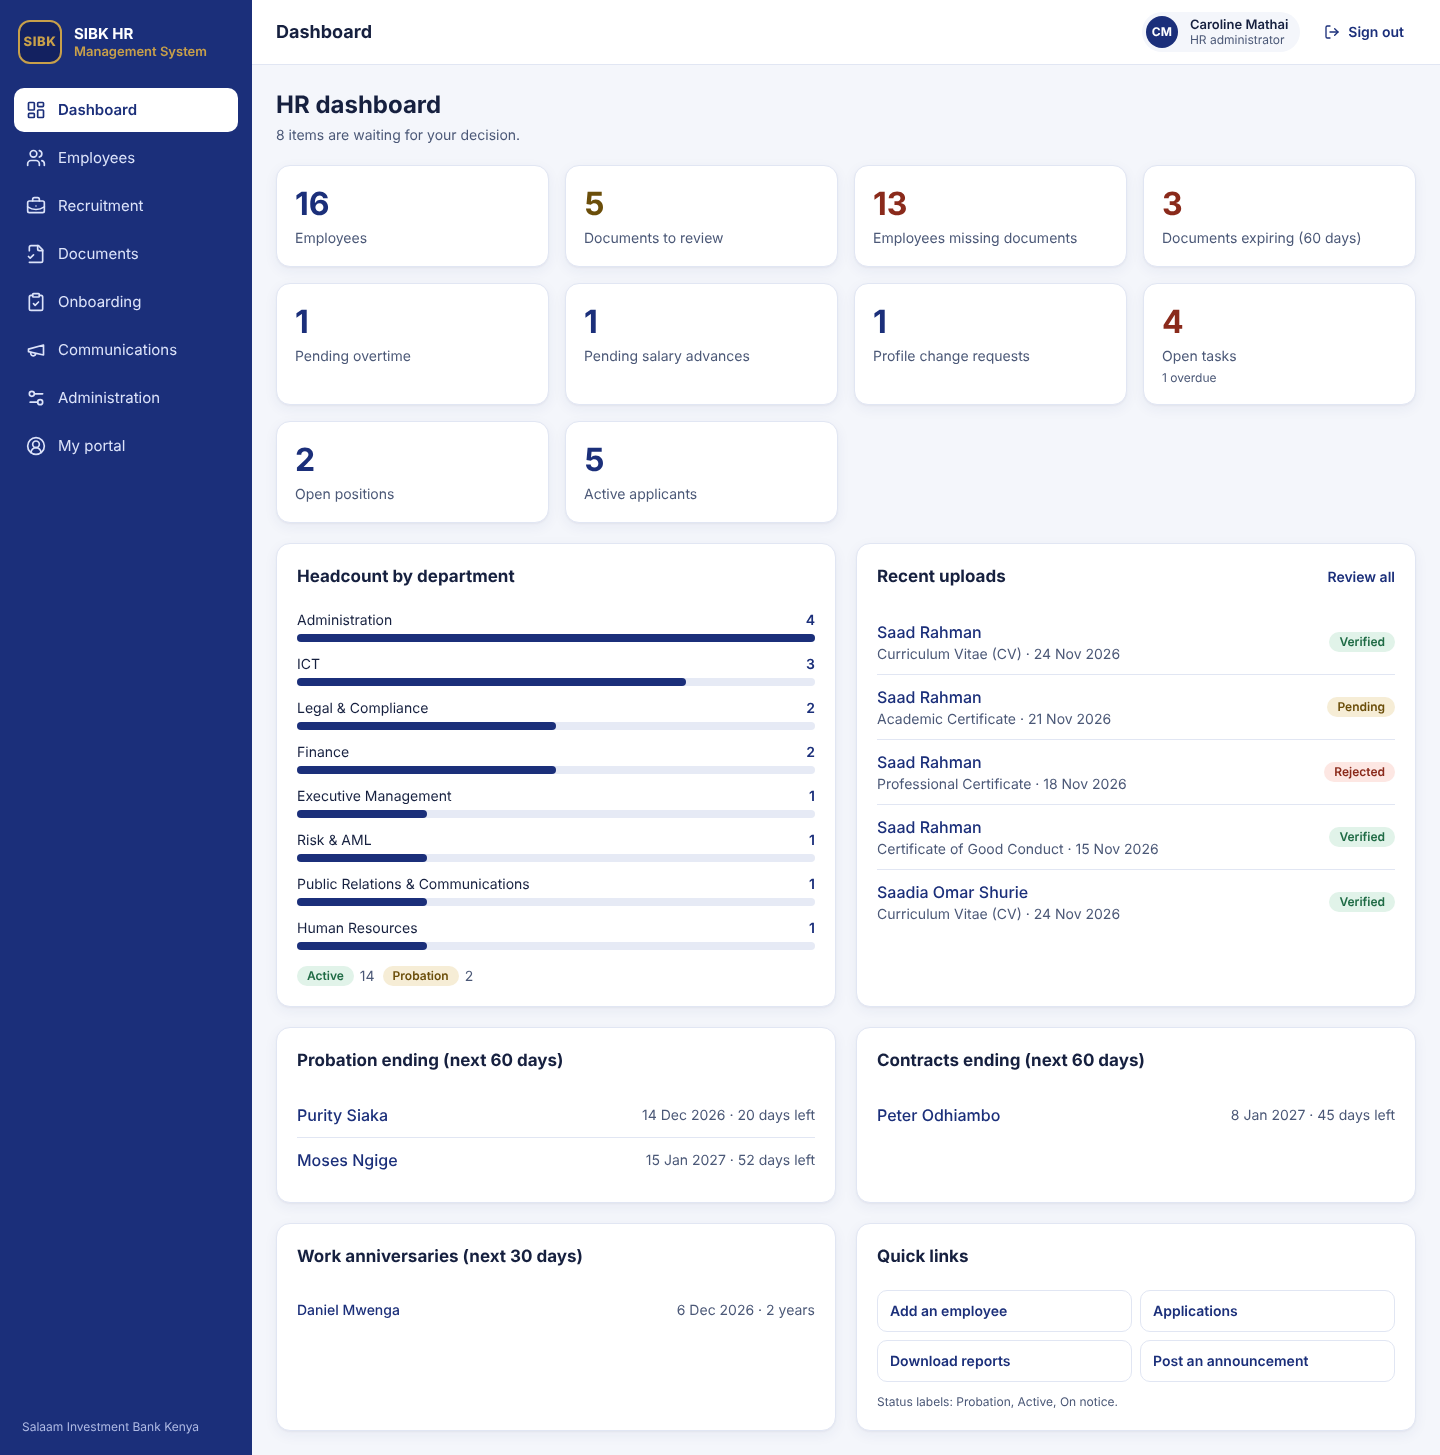 SIBK
SIBK HR
Management System
Dashboard
Employees
Recruitment
Documents
Onboarding
Communications
Administration
My portal
Salaam Investment Bank Kenya
Dashboard
CM
Caroline Mathai
HR administrator
Sign out
HR dashboard
8 items are waiting for your decision.
16
Employees
5
Documents to review
13
Employees missing documents
3
Documents expiring (60 days)
1
Pending overtime
1
Pending salary advances
1
Profile change requests
4
Open tasks
1 overdue
2
Open positions
5
Active applicants
Headcount by department
Administration 4
ICT 3
Legal & Compliance 2
Finance 2
Executive Management 1
Risk & AML 1
Public Relations & Communications 1
Human Resources 1
Active 14 Probation 2
Recent uploads Review all
Saad Rahman
Curriculum Vitae (CV) · 24 Nov 2026
Verified
Saad Rahman
Academic Certificate · 21 Nov 2026
Pending
Saad Rahman
Professional Certificate · 18 Nov 2026
Rejected
Saad Rahman
Certificate of Good Conduct · 15 Nov 2026
Verified
Saadia Omar Shurie
Curriculum Vitae (CV) · 24 Nov 2026
Verified
Probation ending (next 60 days)
Purity Siaka 14 Dec 2026 · 20 days left
Moses Ngige 15 Jan 2027 · 52 days left
Contracts ending (next 60 days)
Peter Odhiambo 8 Jan 2027 · 45 days left
Work anniversaries (next 30 days)
Daniel Mwenga 6 Dec 2026 · 2 years
Quick links
Add an employee
Applications
Download reports
Post an announcement
Status labels: Probation, Active, On notice.